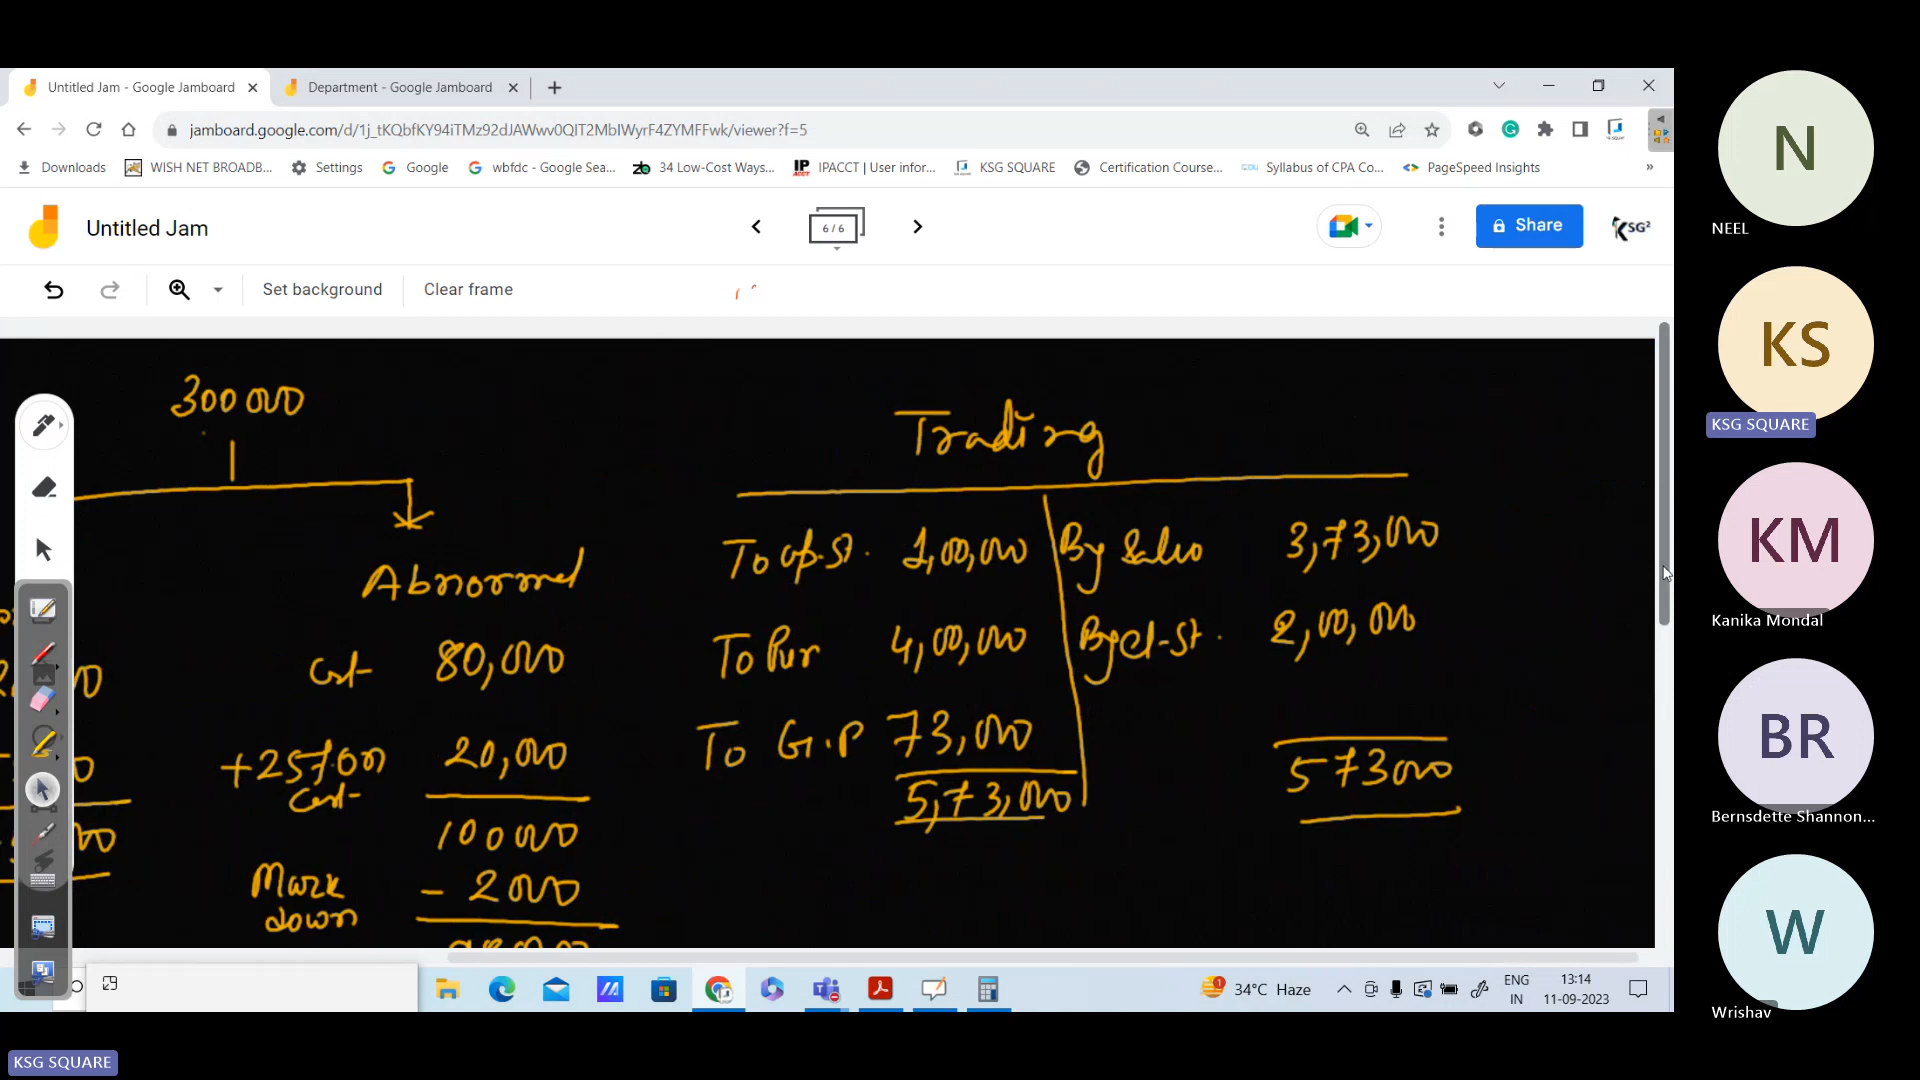 Untitled Jam - Google Jamboard
Department - Google Jamboard
jamboard.google.com/d/1j_tKQbfKY94iTMz92dJAWwv0QIT2MbIWyrF4ZYMFFwk/viewer?f=5
Downloads WISH NET BROADB... Settings Google wbfdc - Google Sea... 34 Low-Cost Ways... IPACCT | User infor... KSG SQUARE Certification Course... Syllabus of CPA Co... PageSpeed Insights »
Untitled Jam
6 / 6
Share
KSG²
Set background
Clear frame
300000
Abnormal
Cost 80,000
+25% on Cost 20,000
100000
Mark down - 2000
Trading
To op.St. 1,00,000 By Sales 3,73,000
To Pur 4,00,000 By Cl-St. 2,00,000
To G.P 73,000
5,73,000 573000
34°C Haze
ENG
IN
13:14
11-09-2023
N
NEEL
KS
KSG SQUARE
KM
Kanika Mondal
BR
Bernsdette Shannon...
W
Wrishav
KSG SQUARE